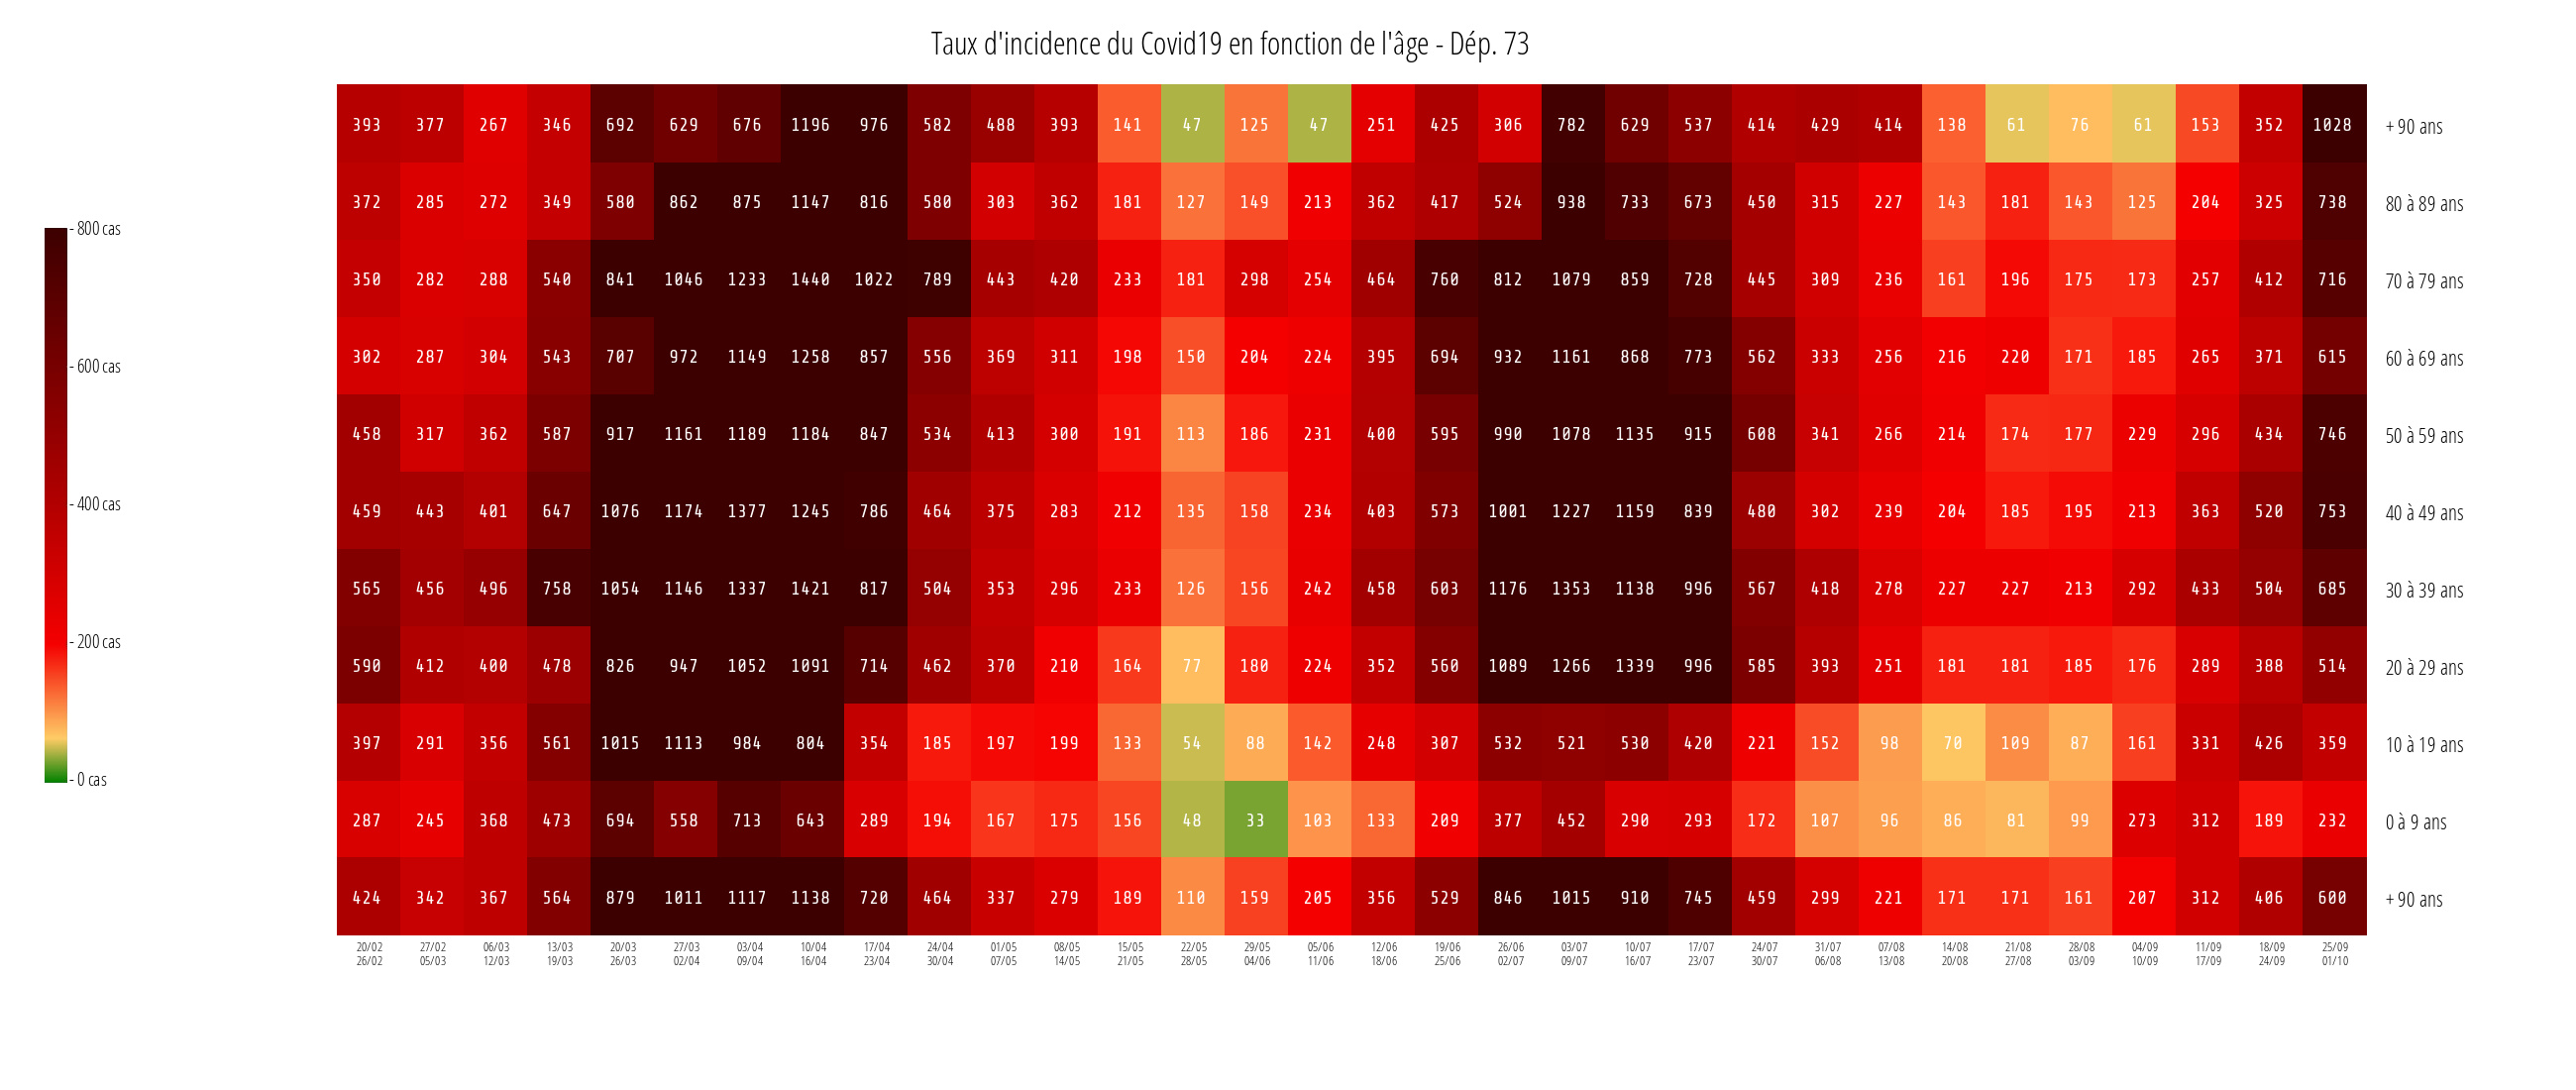 Taux d'incidence du Covid19 en fonction de l'âge - Dép. 73
393 377 267 346 692 629 676 1196 976 582 488 393 141 47 125 47 251 425 306 782 629 537 414 429 414 138 61 76 61 153 352 1028 + 90 ans
372 285 272 349 580 862 875 1147 816 580 303 362 181 127 149 213 362 417 524 938 733 673 450 315 227 143 181 143 125 204 325 738 80 à 89 ans
- 800 cas
350 282 288 540 841 1046 1233 1440 1022 789 443 420 233 181 298 254 464 760 812 1079 859 728 445 309 236 161 196 175 173 257 412 716 70 à 79 ans
302 287 304 543 707 972 1149 1258 857 556 369 311 198 150 204 224 395 694 932 1161 868 773 562 333 256 216 220 171 185 265 371 615 60 à 69 ans
- 600 cas
458 317 362 587 917 1161 1189 1184 847 534 413 300 191 113 186 231 400 595 990 1078 1135 915 608 341 266 214 174 177 229 296 434 746 50 à 59 ans
- 400 cas
459 443 401 647 1076 1174 1377 1245 786 464 375 283 212 135 158 234 403 573 1001 1227 1159 839 480 302 239 204 185 195 213 363 520 753 40 à 49 ans
565 456 496 758 1054 1146 1337 1421 817 504 353 296 233 126 156 242 458 603 1176 1353 1138 996 567 418 278 227 227 213 292 433 504 685 30 à 39 ans
- 200 cas
590 412 400 478 826 947 1052 1091 714 462 370 210 164 77 180 224 352 560 1089 1266 1339 996 585 393 251 181 181 185 176 289 388 514 20 à 29 ans
397 291 356 561 1015 1113 984 804 354 185 197 199 133 54 88 142 248 307 532 521 530 420 221 152 98 70 109 87 161 331 426 359 10 à 19 ans
- 0 cas
287 245 368 473 694 558 713 643 289 194 167 175 156 48 33 103 133 209 377 452 290 293 172 107 96 86 81 99 273 312 189 232 0 à 9 ans
424 342 367 564 879 1011 1117 1138 720 464 337 279 189 110 159 205 356 529 846 1015 910 745 459 299 221 171 171 161 207 312 406 600 + 90 ans
20/02 27/02 06/03 13/03 20/03 27/03 03/04 10/04 17/04 24/04 01/05 08/05 15/05 22/05 29/05 05/06 12/06 19/06 26/06 03/07 10/07 17/07 24/07 31/07 07/08 14/08 21/08 28/08 04/09 11/09 18/09 25/09
26/02 05/03 12/03 19/03 26/03 02/04 09/04 16/04 23/04 30/04 07/05 14/05 21/05 28/05 04/06 11/06 18/06 25/06 02/07 09/07 16/07 23/07 30/07 06/08 13/08 20/08 27/08 03/09 10/09 17/09 24/09 01/10